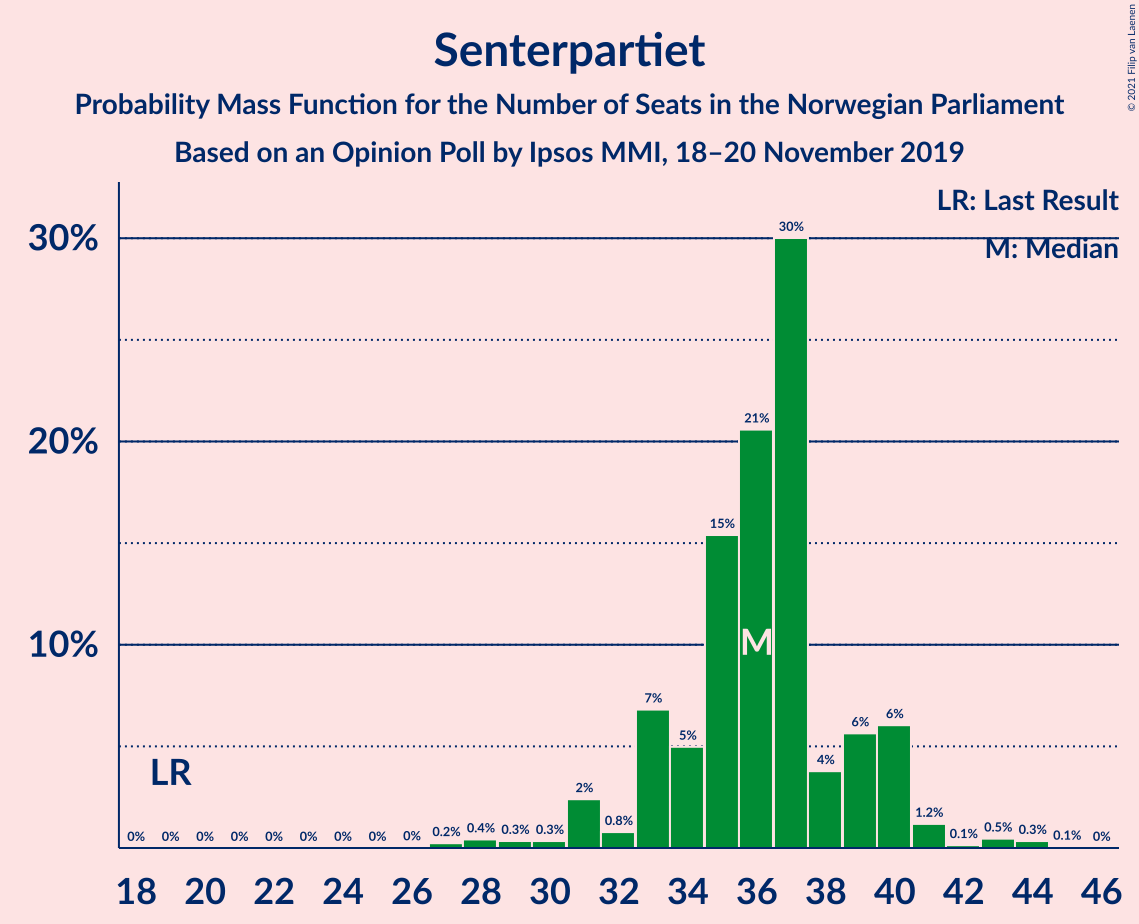 Senterpartiet
Probability Mass Function for the Number of Seats in the Norwegian Parliament
Based on an Opinion Poll by Ipsos MMI, 18–20 November 2019
© 2021 Filip van Laenen
LR: Last Result
M: Median
30%
20%
10%
30%
21%
15%
7%
5%
4%
6%
6%
2%
0.8%
1.2%
0% 0% 0% 0% 0% 0% 0% 0% 0% 0.2% 0.4% 0.3% 0.3% 0.1% 0.5% 0.3% 0.1% 0%
M
LR
18 20 22 24 26 28 30 32 34 36 38 40 42 44 46